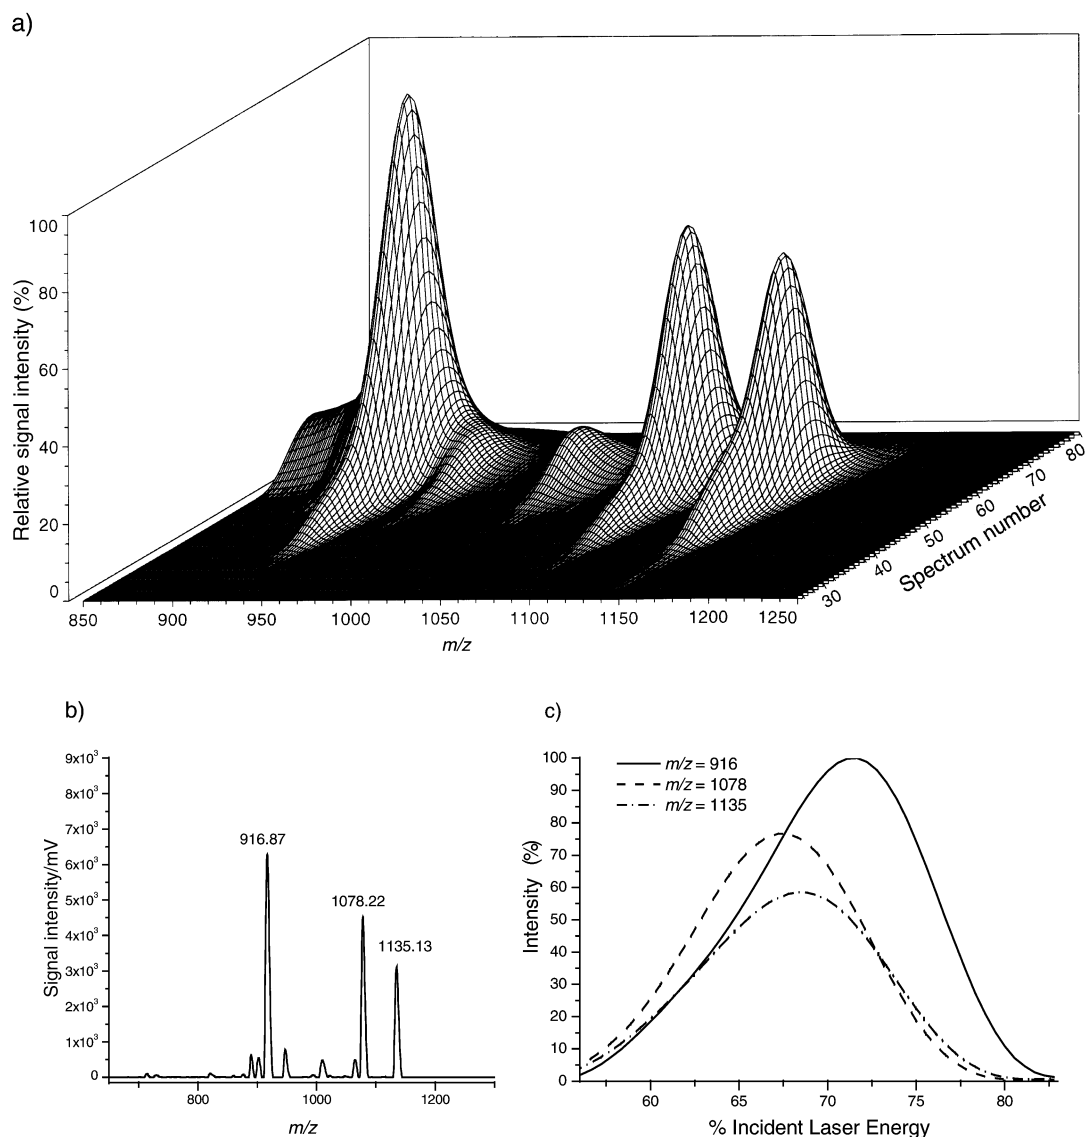 a)
Relative signal intensity (%)
100
80
60
40
20
0
850 900 950 1000 1050 1100 1150 1200 1250
m/z
30 40 50 60 70 80
Spectrum number
b)
Signal intensity/mV
9x10³
8x10³
7x10³
6x10³
5x10³
4x10³
3x10³
2x10³
1x10³
0
916.87
1078.22
1135.13
800 1000 1200
m/z
c)
Intensity (%)
100
90
80
70
60
50
40
30
20
10
0
m/z = 916
m/z = 1078
m/z = 1135
60 65 70 75 80
% Incident Laser Energy